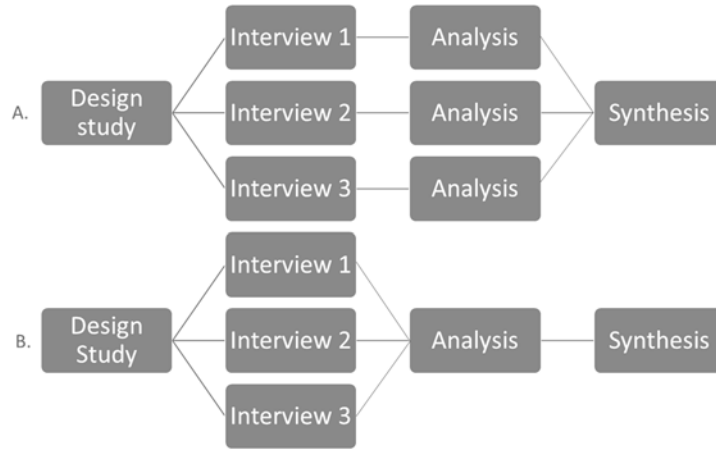 Interview 1
Analysis
A.
Design
study
Interview 2
Analysis
Synthesis
Interview 3
Analysis
Interview 1
B.
Design
Study
Interview 2
Analysis
Synthesis
Interview 3